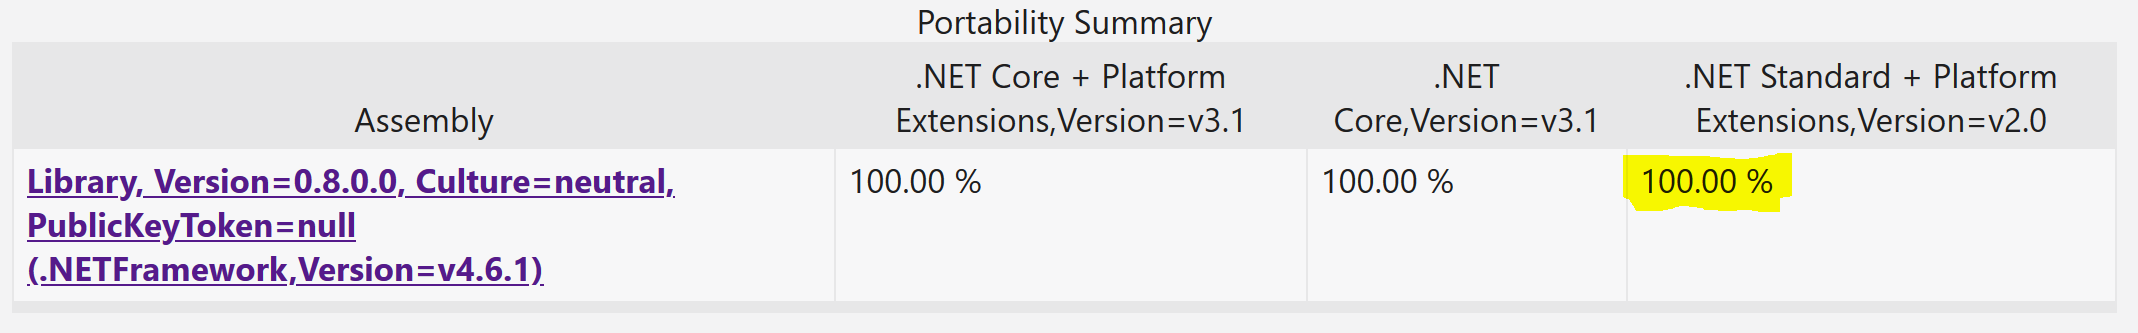 Portability Summary
Assembly
.NET Core + Platform
Extensions,Version=v3.1
.NET
Core,Version=v3.1
.NET Standard + Platform
Extensions,Version=v2.0
Library, Version=0.8.0.0, Culture=neutral,
PublicKeyToken=null
(.NETFramework,Version=v4.6.1)
100.00 %
100.00 %
100.00 %